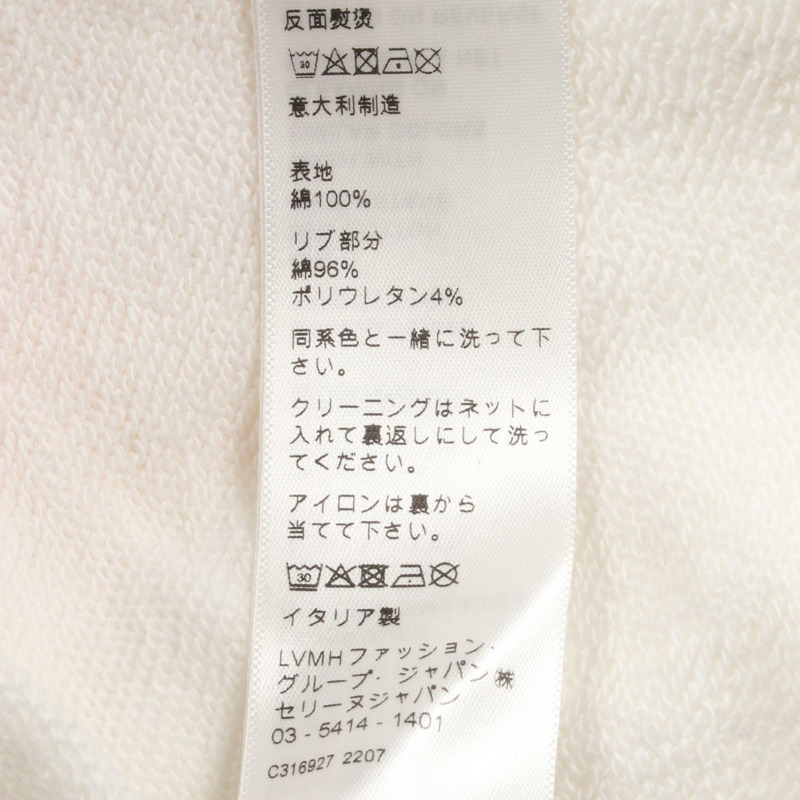 反面熨烫
30
意大利制造
表地
綿100%
リブ部分
綿96%
ポリウレタン4%
同系色と一緒に洗って下
さい。
クリーニングはネットに
入れて裏返しにして洗っ
てください。
アイロンは裏から
当てて下さい。
30
イタリア製
LVMHファッション・
グループ・ジャパン㈱
セリーヌジャパン
03 - 5414 - 1401
C316927 2207